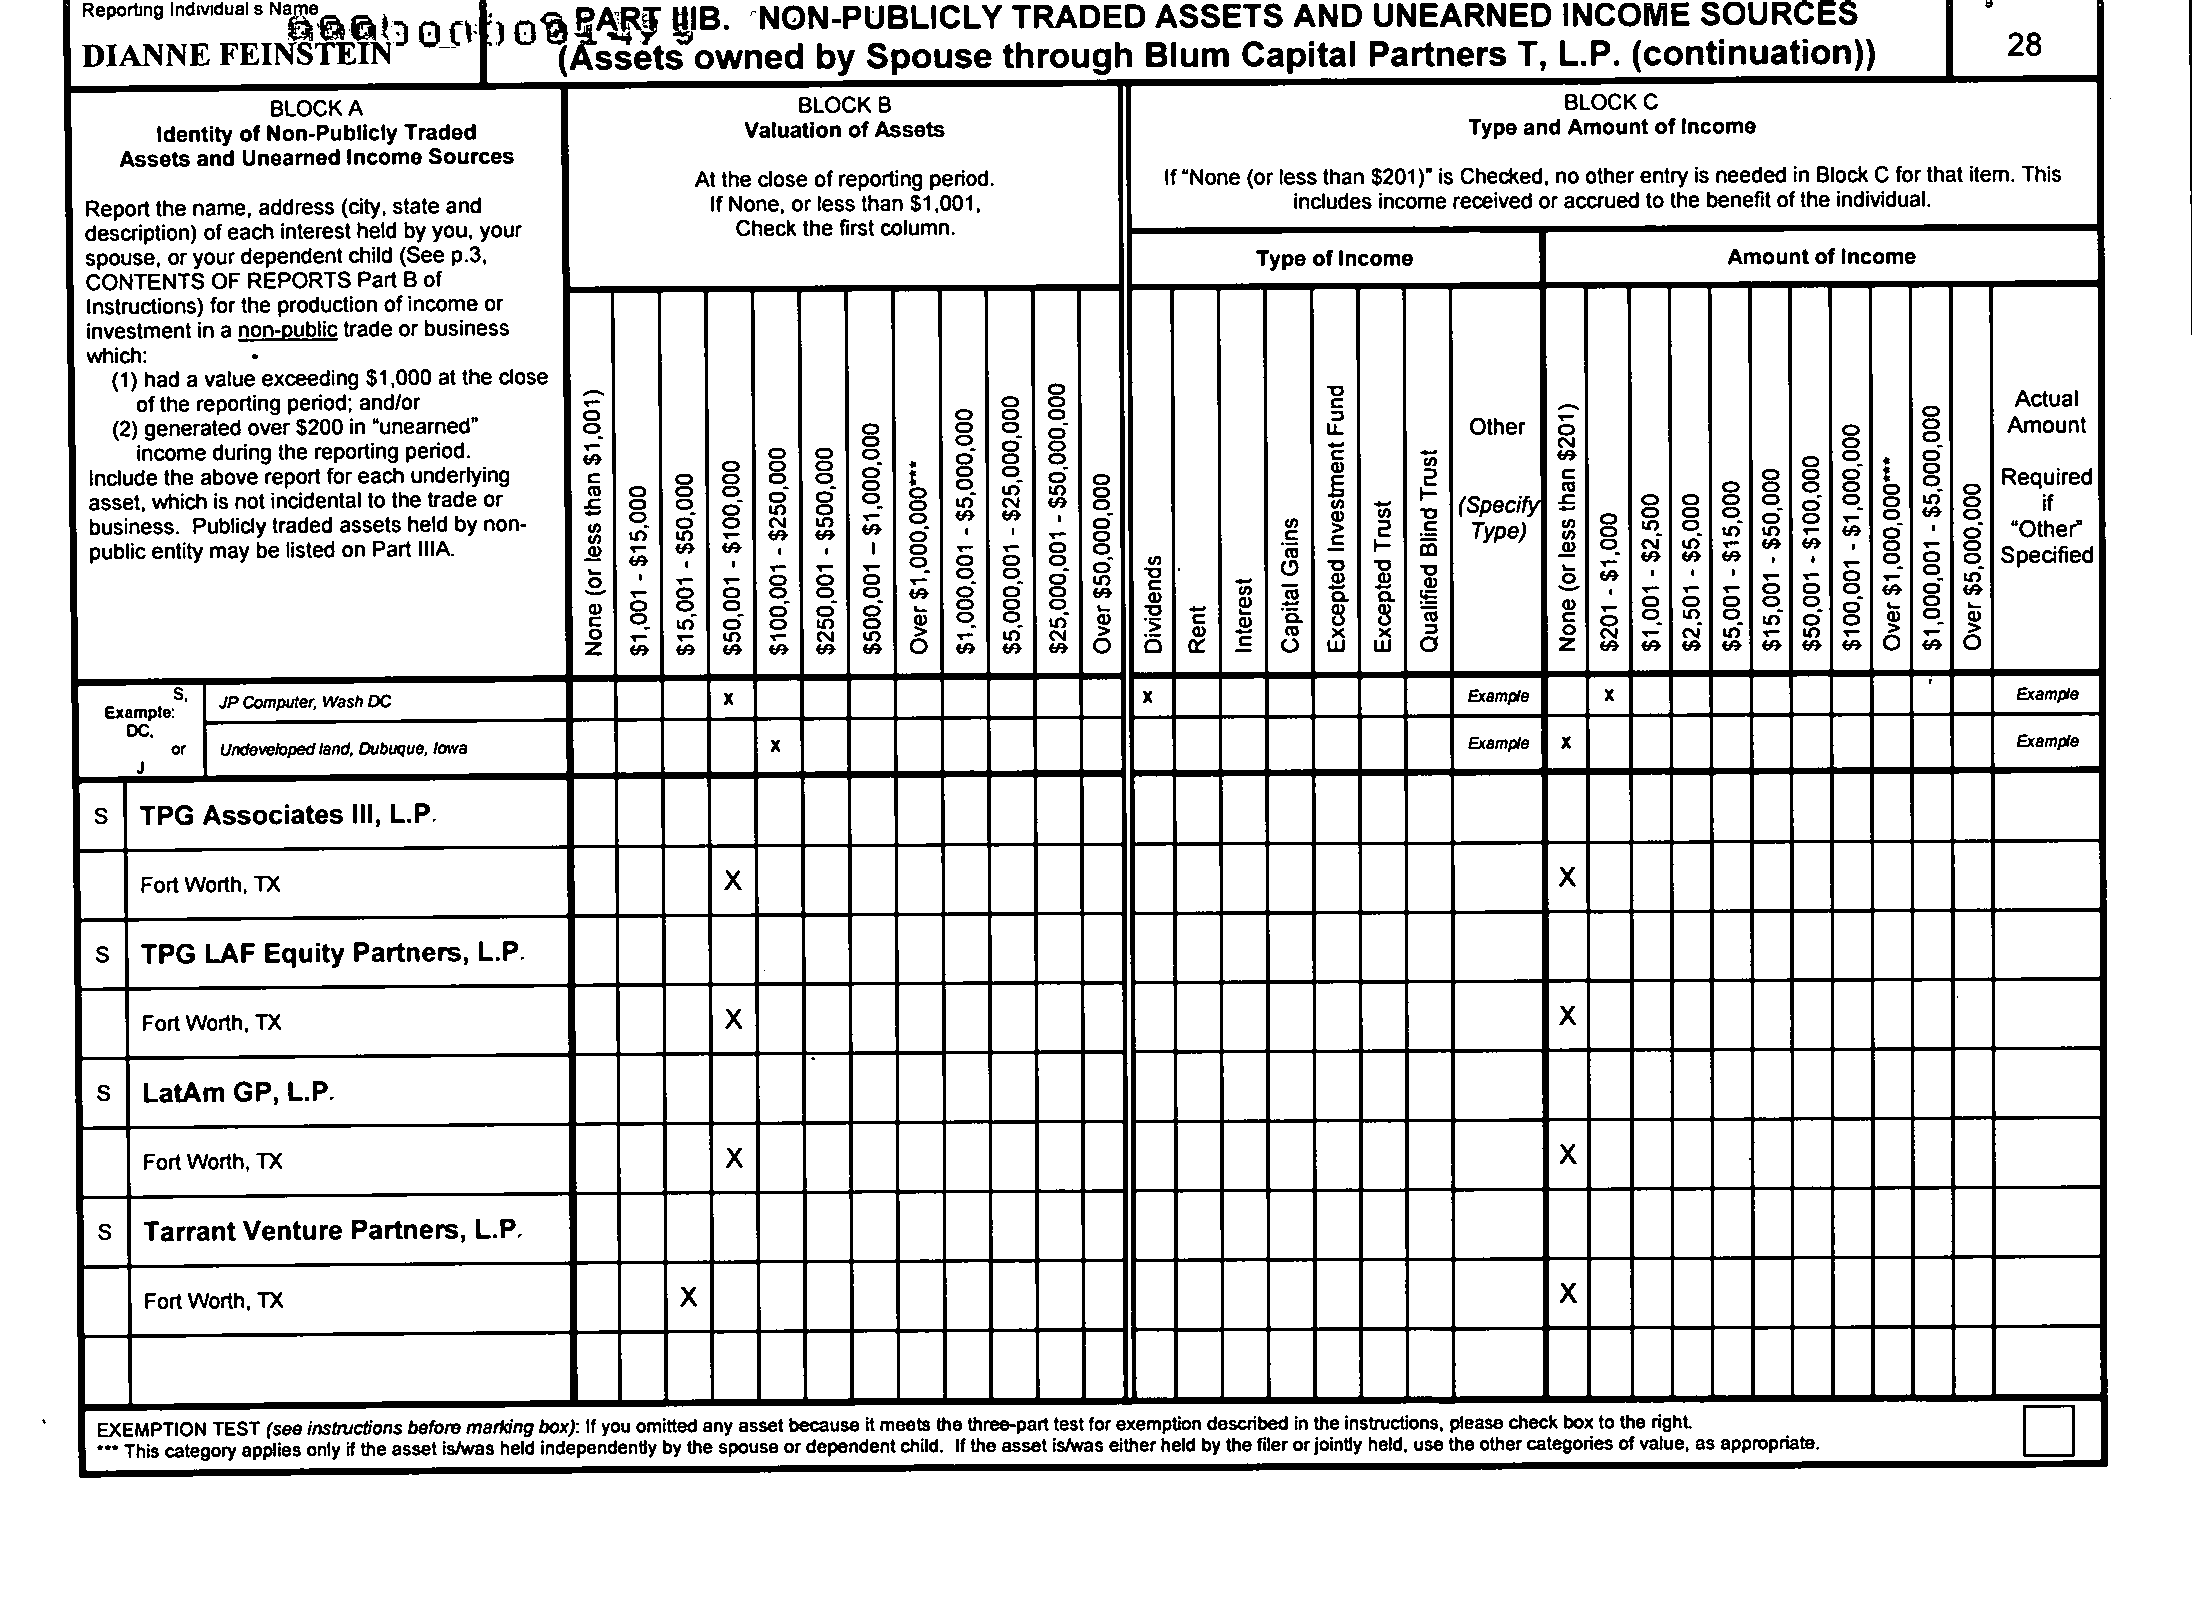 Reporting Individual s Name
DIANNE FEINSTEIN
PART IIIB. NON-PUBLICLY TRADED ASSETS AND UNEARNED INCOME SOURCES
(Assets owned by Spouse through Blum Capital Partners T, L.P. (continuation))
28
BLOCK A
Identity of Non-Publicly Traded
Assets and Unearned Income Sources
Report the name, address (city, state and
description) of each interest held by you, your
spouse, or your dependent child (See p.3,
CONTENTS OF REPORTS Part B of
Instructions) for the production of income or
investment in a non-public trade or business
which:
(1) had a value exceeding $1,000 at the close
of the reporting period; and/or
(2) generated over $200 in "unearned"
income during the reporting period.
Include the above report for each underlying
asset, which is not incidental to the trade or
business. Publicly traded assets held by non-
public entity may be listed on Part IIIA.
BLOCK B
Valuation of Assets
At the close of reporting period.
If None, or less than $1,001,
Check the first column.
None (or less than $1,001)
$1,001 - $15,000
$15,001 - $50,000
$50,001 - $100,000
$100,001 - $250,000
$250,001 - $500,000
$500,001 – $1,000,000
Over $1,000,000***
$1,000,001 - $5,000,000
$5,000,001 - $25,000,000
$25,000,001 - $50,000,000
Over $50,000,000
BLOCK C
Type and Amount of Income
If "None (or less than $201)" is Checked, no other entry is needed in Block C for that item. This
includes income received or accrued to the benefit of the individual.
Type of Income
Dividends
Rent
Interest
Capital Gains
Excepted Investment Fund
Excepted Trust
Qualified Blind Trust
Other
(Specify
Type)
Amount of Income
None (or less than $201)
$201 - $1,000
$1,001 - $2,500
$2,501 - $5,000
$5,001 - $15,000
$15,001 - $50,000
$50,001 - $100,000
$100,001 - $1,000,000
Over $1,000,000***
$1,000,001 - $5,000,000
Over $5,000,000
Actual
Amount
Required
if
"Other"
Specified
Example:
S,
DC,
or
J
JP Computer, Wash DC X X Example X Example
Undeveloped land, Dubuque, Iowa X Example X Example
S TPG Associates III, L.P.
Fort Worth, TX X X
S TPG LAF Equity Partners, L.P.
Fort Worth, TX X X
S LatAm GP, L.P.
Fort Worth, TX X X
S Tarrant Venture Partners, L.P.
Fort Worth, TX X X
EXEMPTION TEST (see instructions before marking box): If you omitted any asset because it meets the three-part test for exemption described in the instructions, please check box to the right.
*** This category applies only if the asset is/was held independently by the spouse or dependent child. If the asset is/was either held by the filer or jointly held, use the other categories of value, as appropriate.